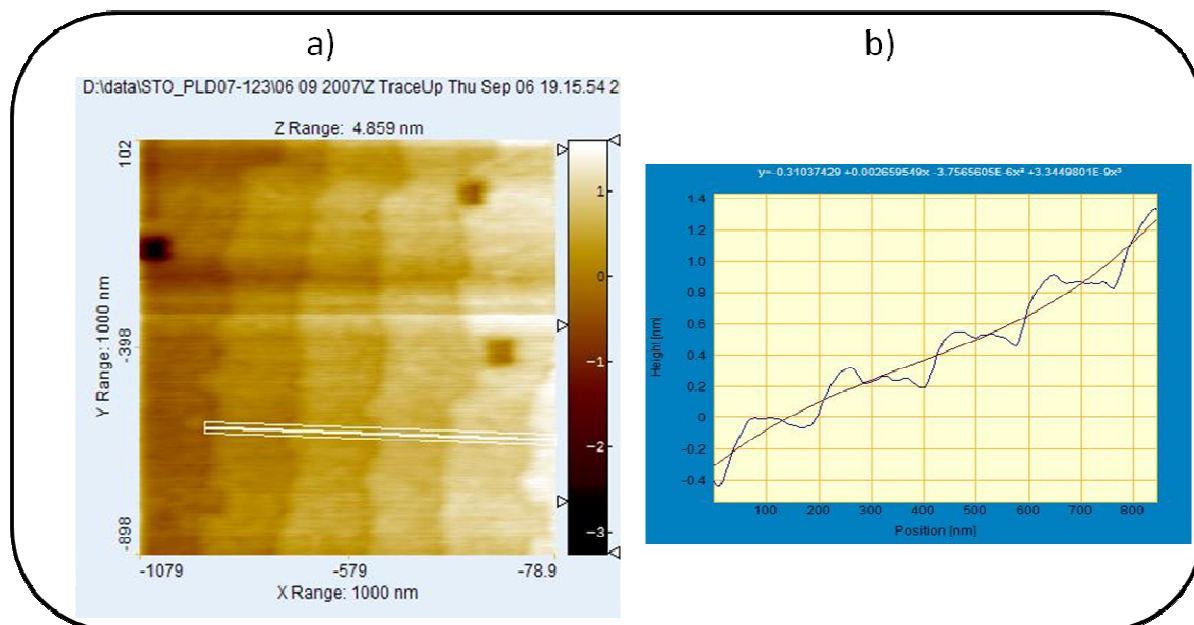 a)
D:\data\STO_PLD07-123\06 09 2007\Z TraceUp Thu Sep 06 19.15.54 2
Z Range: 4.859 nm
102
-398
-898
Y Range: 1000 nm
1
0
−1
−2
−3
-1079
-579
-78.9
X Range: 1000 nm
b)
y=-0.31037429 +0.002659549x -3.7565605E-6x² +3.3449801E-9x³
1.4
1.2
1.0
0.8
0.6
0.4
0.2
0
-0.2
-0.4
Height [nm]
100 200 300 400 500 600 700 800
Position [nm]